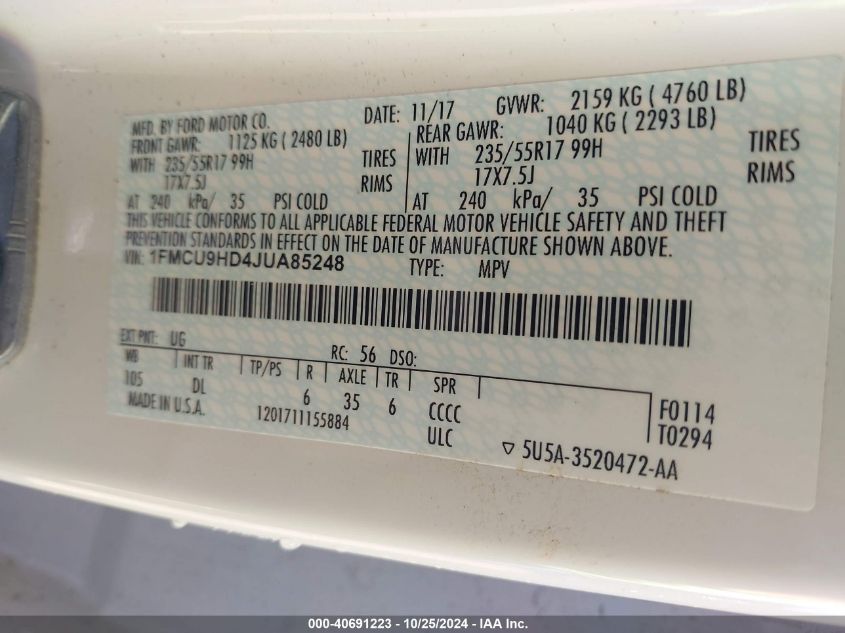 MFD. BY FORD MOTOR CO. DATE: 11/17 GVWR: 2159 KG ( 4760 LB)
FRONT GAWR: 1125 KG ( 2480 LB) REAR GAWR: 1040 KG ( 2293 LB)
WITH 235/55R17 99H TIRES WITH 235/55R17 99H TIRES
17X7.5J RIMS 17X7.5J RIMS
AT 240 kPa/ 35 PSI COLD AT 240 kPa/ 35 PSI COLD
THIS VEHICLE CONFORMS TO ALL APPLICABLE FEDERAL MOTOR VEHICLE SAFETY AND THEFT
PREVENTION STANDARDS IN EFFECT ON THE DATE OF MANUFACTURE SHOWN ABOVE.
VIN: 1FMCU9HD4JUA85248 TYPE: MPV
EXT PNT: UG RC: 56 DSO:
WB INT TR TP/PS R AXLE TR SPR
105 DL 6 35 6 CCCC F0114
MADE IN U.S.A. 1201711155884 ULC T0294
▽ 5U5A-3520472-AA
000-40691223 - 10/25/2024 - IAA Inc.